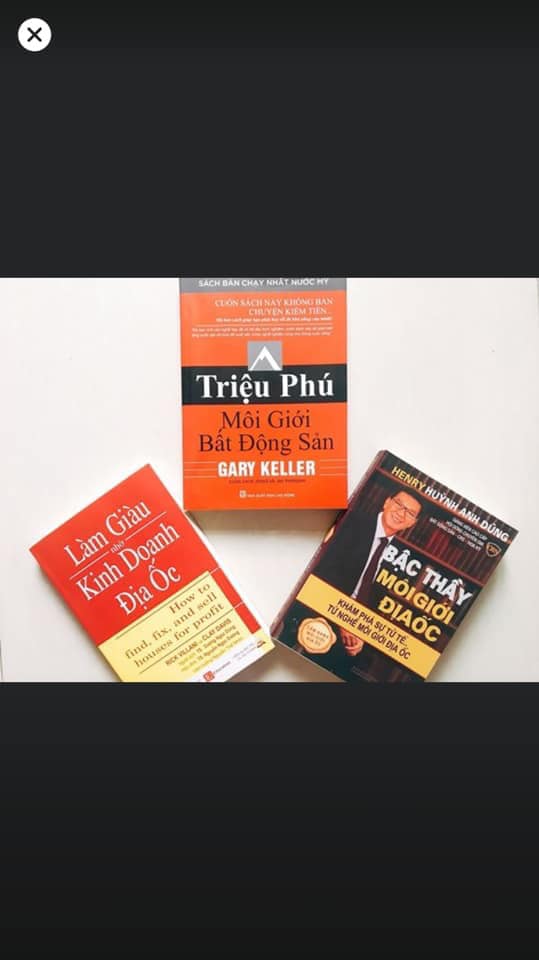 SÁCH BÁN CHẠY NHẤT NƯỚC MỸ
CUỐN SÁCH NÀY KHÔNG BÀN
CHUYỆN KIẾM TIỀN...
Triệu Phú
Môi Giới
Bất Động Sản
GARY KELLER
Làm Giàu
nhờ
Kinh Doanh
Địa Ốc
How to
find, fix, and sell
houses for profit
RICK VILLANI - CLAY DAVIS
HENRY HUỲNH ANH DŨNG
BẬC THẦY
MÔI GIỚI
ĐỊA ỐC
KHÁM PHÁ SỰ TỬ TẾ
TỪ NGHỀ MÔI GIỚI ĐỊA ỐC